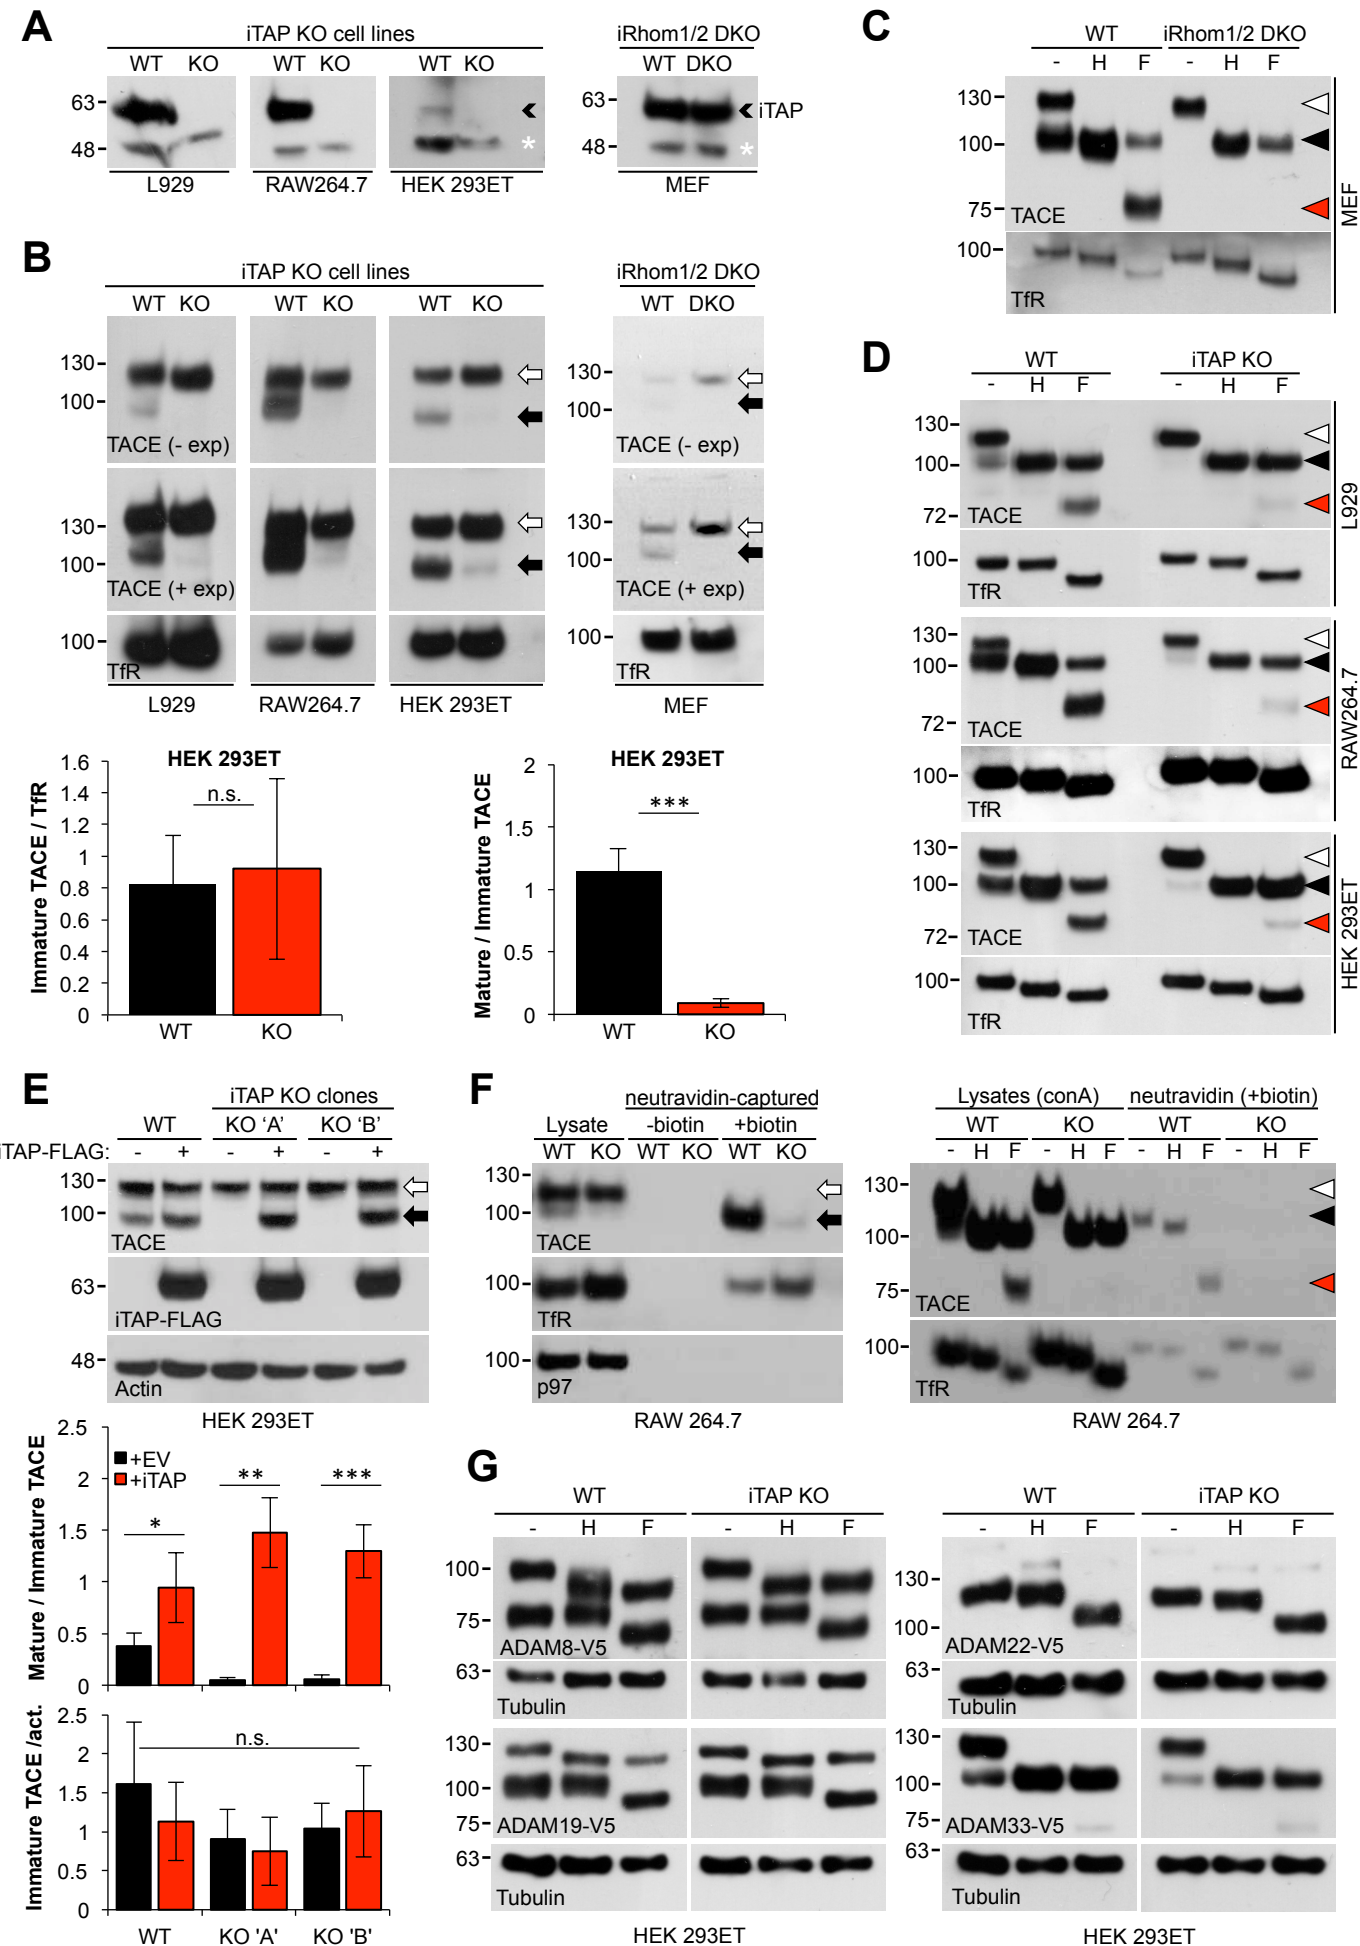 A
iTAP KO cell lines
iRhom1/2 DKO
WT KO WT KO WT KO WT DKO
63-
48-
63-
48-
iTAP
*
*
L929 RAW264.7 HEK 293ET MEF
B
iTAP KO cell lines
iRhom1/2 DKO
WT KO WT KO WT KO WT DKO
130-
100-
TACE (- exp)
130-
100-
TACE (- exp)
130-
100-
TACE (+ exp)
130-
100-
TACE (+ exp)
100-
TfR
100-
L929 RAW264.7 HEK 293ET MEF
HEK 293ET
n.s.
Immature TACE / TfR
1.6
1.4
1.2
1
0.8
0.6
0.4
0.2
0
WT KO
HEK 293ET
***
Mature / Immature TACE
2
1.5
1
0.5
0
WT KO
C
WT iRhom1/2 DKO
- H F - H F
130-
100-
75-
TACE
100-
TfR
MEF
D
WT iTAP KO
- H F - H F
130-
100-
72-
TACE
100-
TfR
L929
130-
100-
72-
TACE
100-
TfR
RAW264.7
130-
100-
72-
TACE
100-
TfR
HEK 293ET
E
iTAP KO clones
WT KO 'A' KO 'B'
iTAP-FLAG: - + - + - +
130-
100-
TACE
63-
iTAP-FLAG
48-
Actin
HEK 293ET
+EV
+iTAP
* ** ***
Mature / Immature TACE
2.5
2
1.5
1
0.5
0
n.s.
Immature TACE /act.
2.5
2
1.5
1
0.5
0
WT KO 'A' KO 'B'
F
neutravidin-captured
Lysate -biotin +biotin
WT KO WT KO WT KO
130-
100-
TACE
100-
TfR
100-
p97
RAW 264.7
Lysates (conA) neutravidin (+biotin)
WT KO WT KO
- H F - H F - H F - H F
130-
100-
75-
TACE
100-
TfR
RAW 264.7
G
WT iTAP KO
- H F - H F
100-
75-
ADAM8-V5
63-
Tubulin
130-
100-
75-
ADAM19-V5
63-
Tubulin
HEK 293ET
WT iTAP KO
- H F - H F
130-
100-
ADAM22-V5
63-
Tubulin
130-
100-
75-
ADAM33-V5
63-
Tubulin
HEK 293ET